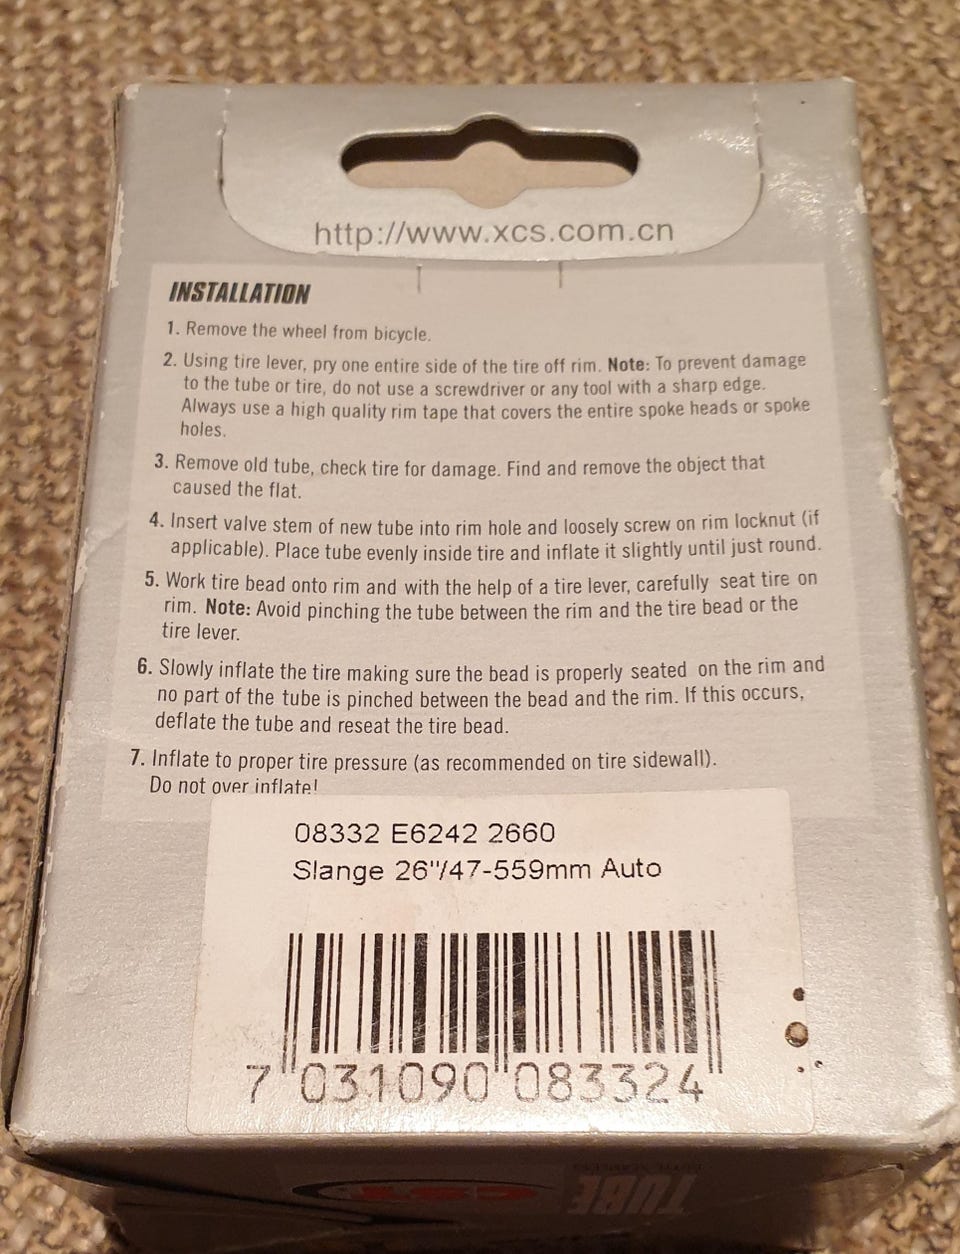 http://www.xcs.com.cn
INSTALLATION
1. Remove the wheel from bicycle.
2. Using tire lever, pry one entire side of the tire off rim. Note: To prevent damage
to the tube or tire, do not use a screwdriver or any tool with a sharp edge.
Always use a high quality rim tape that covers the entire spoke heads or spoke
holes.
3. Remove old tube, check tire for damage. Find and remove the object that
caused the flat.
4. Insert valve stem of new tube into rim hole and loosely screw on rim locknut (if
applicable). Place tube evenly inside tire and inflate it slightly until just round.
5. Work tire bead onto rim and with the help of a tire lever, carefully seat tire on
rim. Note: Avoid pinching the tube between the rim and the tire bead or the
tire lever.
6. Slowly inflate the tire making sure the bead is properly seated on the rim and
no part of the tube is pinched between the bead and the rim. If this occurs,
deflate the tube and reseat the tire bead.
7. Inflate to proper tire pressure (as recommended on tire sidewall).
Do not over inflate!
08332 E6242 2660
Slange 26"/47-559mm Auto
7 031090 083324
CST TUBE